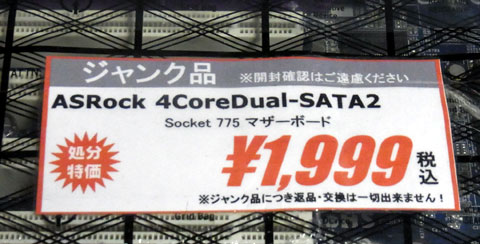 ジャンク品 ※開封確認はご遠慮ください
ASRock 4CoreDual-SATA2
Socket 775 マザーボード
処分
特価
¥1,999 税込
※ジャンク品につき返品・交換は一切出来ません!